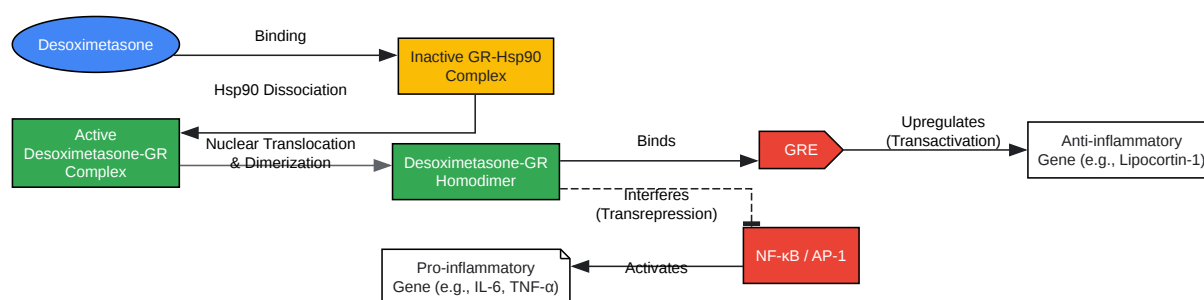 Desoximetasone
Binding
Inactive GR-Hsp90
Complex
Hsp90 Dissociation
Active
Desoximetasone-GR
Complex
Nuclear Translocation
& Dimerization
Desoximetasone-GR
Homodimer
Binds
GRE
Upregulates
(Transactivation)
Anti-inflammatory
Gene (e.g., Lipocortin-1)
Interferes
(Transrepression)
NF-κB / AP-1
Activates
Pro-inflammatory
Gene (e.g., IL-6, TNF-α)